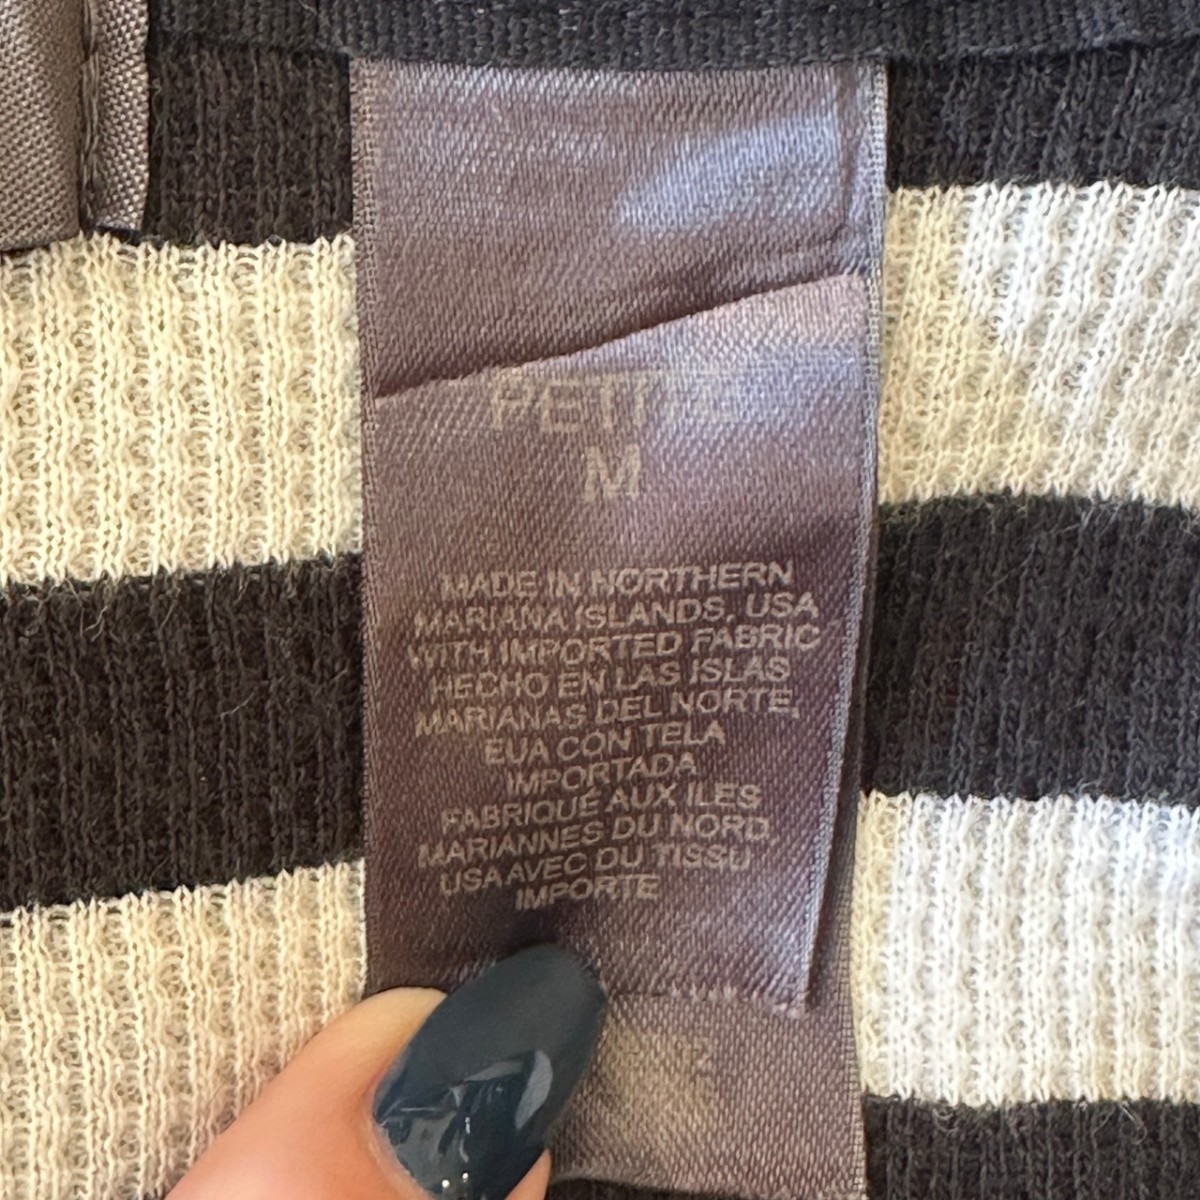 PETITE
M
MADE IN NORTHERN
MARIANA ISLANDS, USA
WITH IMPORTED FABRIC
HECHO EN LAS ISLAS
MARIANAS DEL NORTE,
EUA CON TELA
IMPORTADA
FABRIQUÉ AUX ILES
MARIANNES DU NORD
USA AVEC DU TISSU
IMPORTE